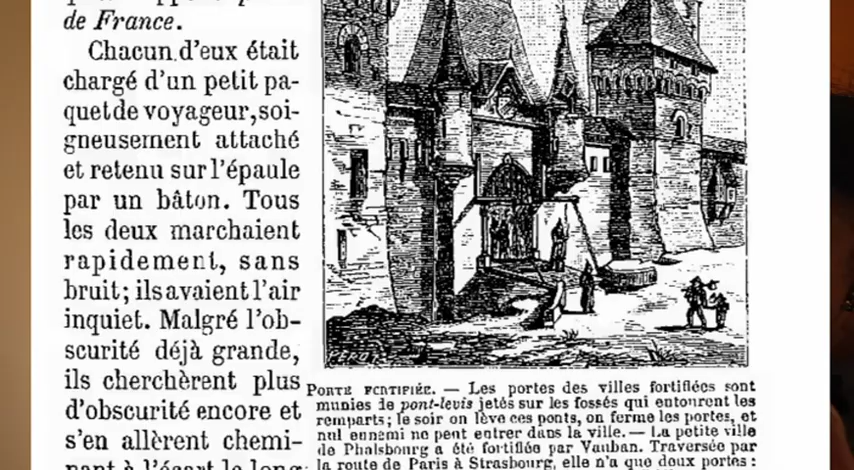 de France.
Chacun d'eux était
chargé d'un petit pa-
quet de voyageur, soi-
gneusement attaché
et retenu sur l'épaule
par un bâton. Tous
les deux marchaient
rapidement, sans
bruit; ils avaient l'air
inquiet. Malgré l'ob-
scurité déjà grande,
ils cherchèrent plus
d'obscurité encore et
s'en allèrent chemi-
nant à l'écart le long
PORTE FORTIFIÉE. — Les portes des villes fortifiées sont
munies de pont-levis jetés sur les fossés qui entourent les
remparts; le soir on lève ces ponts, on ferme les portes, et
nul ennemi ne peut entrer dans la ville. — La petite ville
de Phalsbourg a été fortifiée par Vauban. Traversée par
la route de Paris à Strasbourg, elle n'a que deux portes :